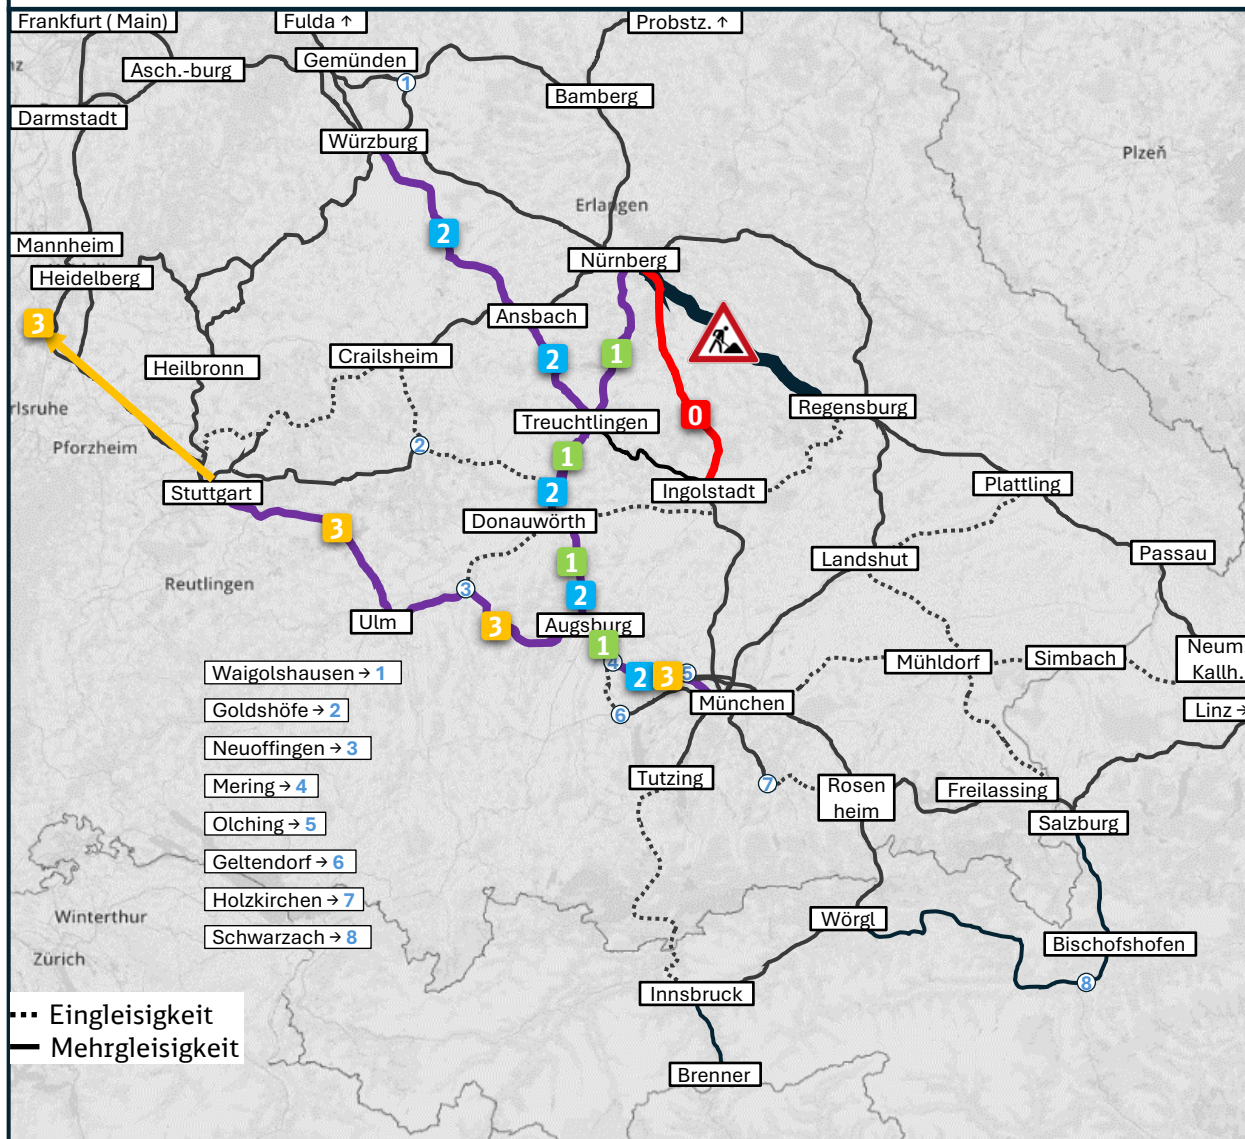 Frankfurt ( Main)
Fulda ↑
Probstz. ↑
nz
Asch.-burg
Gemünden
1
Bamberg
Darmstadt
Würzburg
Plzeň
Erlangen
2
Mannheim
Heidelberg
Nürnberg
3
Ansbach
Crailsheim
2
1
Heilbronn
rlsruhe
Regensburg
0
Treuchtlingen
Pforzheim
2
1
Stuttgart
2
Ingolstadt
Plattling
3
Donauwörth
Passau
Reutlingen
1
Landshut
3
2
Ulm
3
Augsburg
1
4
Neum.
Kallh.
Mühldorf
Simbach
Waigolshausen → 1
2
3
5
München
Goldshöfe → 2
6
Linz →
Neuoffingen → 3
Tutzing
7
Rosen
heim
Freilassing
Mering → 4
Olching → 5
Salzburg
Geltendorf → 6
Holzkirchen → 7
Winterthur
Wörgl
Schwarzach → 8
Bischofshofen
Zürich
8
Innsbruck
Eingleisigkeit
Mehrgleisigkeit
Brenner